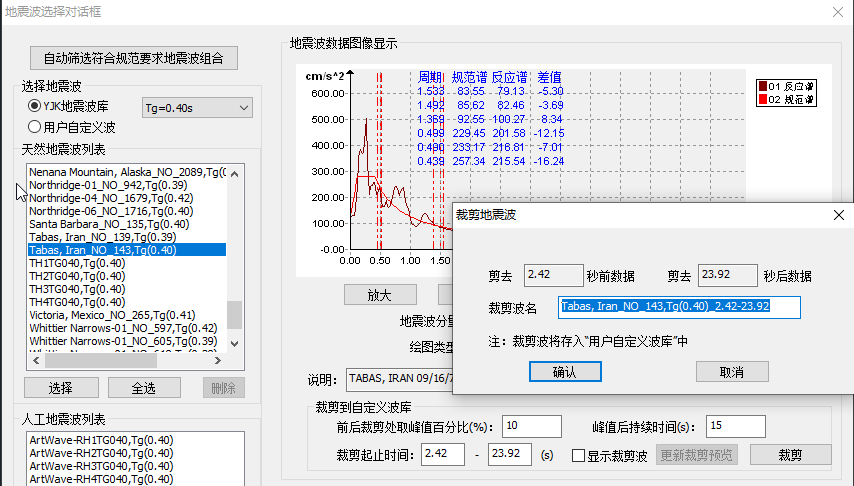 地震波选择对话框
自动筛选符合规范要求地震波组合
选择地震波
YJK地震波库
Tg=0.40s
用户自定义波
天然地震波列表
Nenana Mountain, Alaska_NO_2089,Tg(0
Northridge-01_NO_942,Tg(0.39)
Northridge-04_NO_1679,Tg(0.42)
Northridge-06_NO_1716,Tg(0.40)
Santa Barbara_NO_135,Tg(0.40)
Tabas, Iran_NO_139,Tg(0.39)
Tabas, Iran_NO_143,Tg(0.40)
TH1TG040,Tg(0.40)
TH2TG040,Tg(0.40)
TH3TG040,Tg(0.40)
TH4TG040,Tg(0.40)
Victoria, Mexico_NO_265,Tg(0.41)
Whittier Narrows-01_NO_597,Tg(0.42)
Whittier Narrows-01_NO_605,Tg(0.39)
选择
全选
删除
人工地震波列表
ArtWave-RH1TG040,Tg(0.40)
ArtWave-RH2TG040,Tg(0.40)
ArtWave-RH3TG040,Tg(0.40)
ArtWave-RH4TG040,Tg(0.40)
地震波数据图像显示
cm/s^2
600.00
500.00
400.00
300.00
200.00
100.00
-0.00
0.00 0.50 1.00 1.50
周期 规范谱 反应谱 差值
1.533 83.55 79.13 -5.30
1.492 85.62 82.46 -3.69
1.369 92.55 100.27 8.34
229.45 201.58 -12.15
233.17 216.81 -7.01
0.439 257.34 215.54 -16.24
01 反应谱
02 规范谱
放大
地震波分
绘图类型
说明：
TABAS, IRAN 09/16/7
裁剪到自定义波库
前后裁剪处取峰值百分比(%)：
10
峰值后持续时间(s)：
15
裁剪起止时间：
2.42
-
23.92
(s)
显示裁剪波
更新裁剪预览
裁剪
裁剪地震波
剪去
2.42
秒前数据
剪去
23.92
秒后数据
裁剪波名
Tabas, Iran_NO_143,Tg(0.40)_2.42-23.92
注：裁剪波将存入"用户自定义波库"中
确认
取消